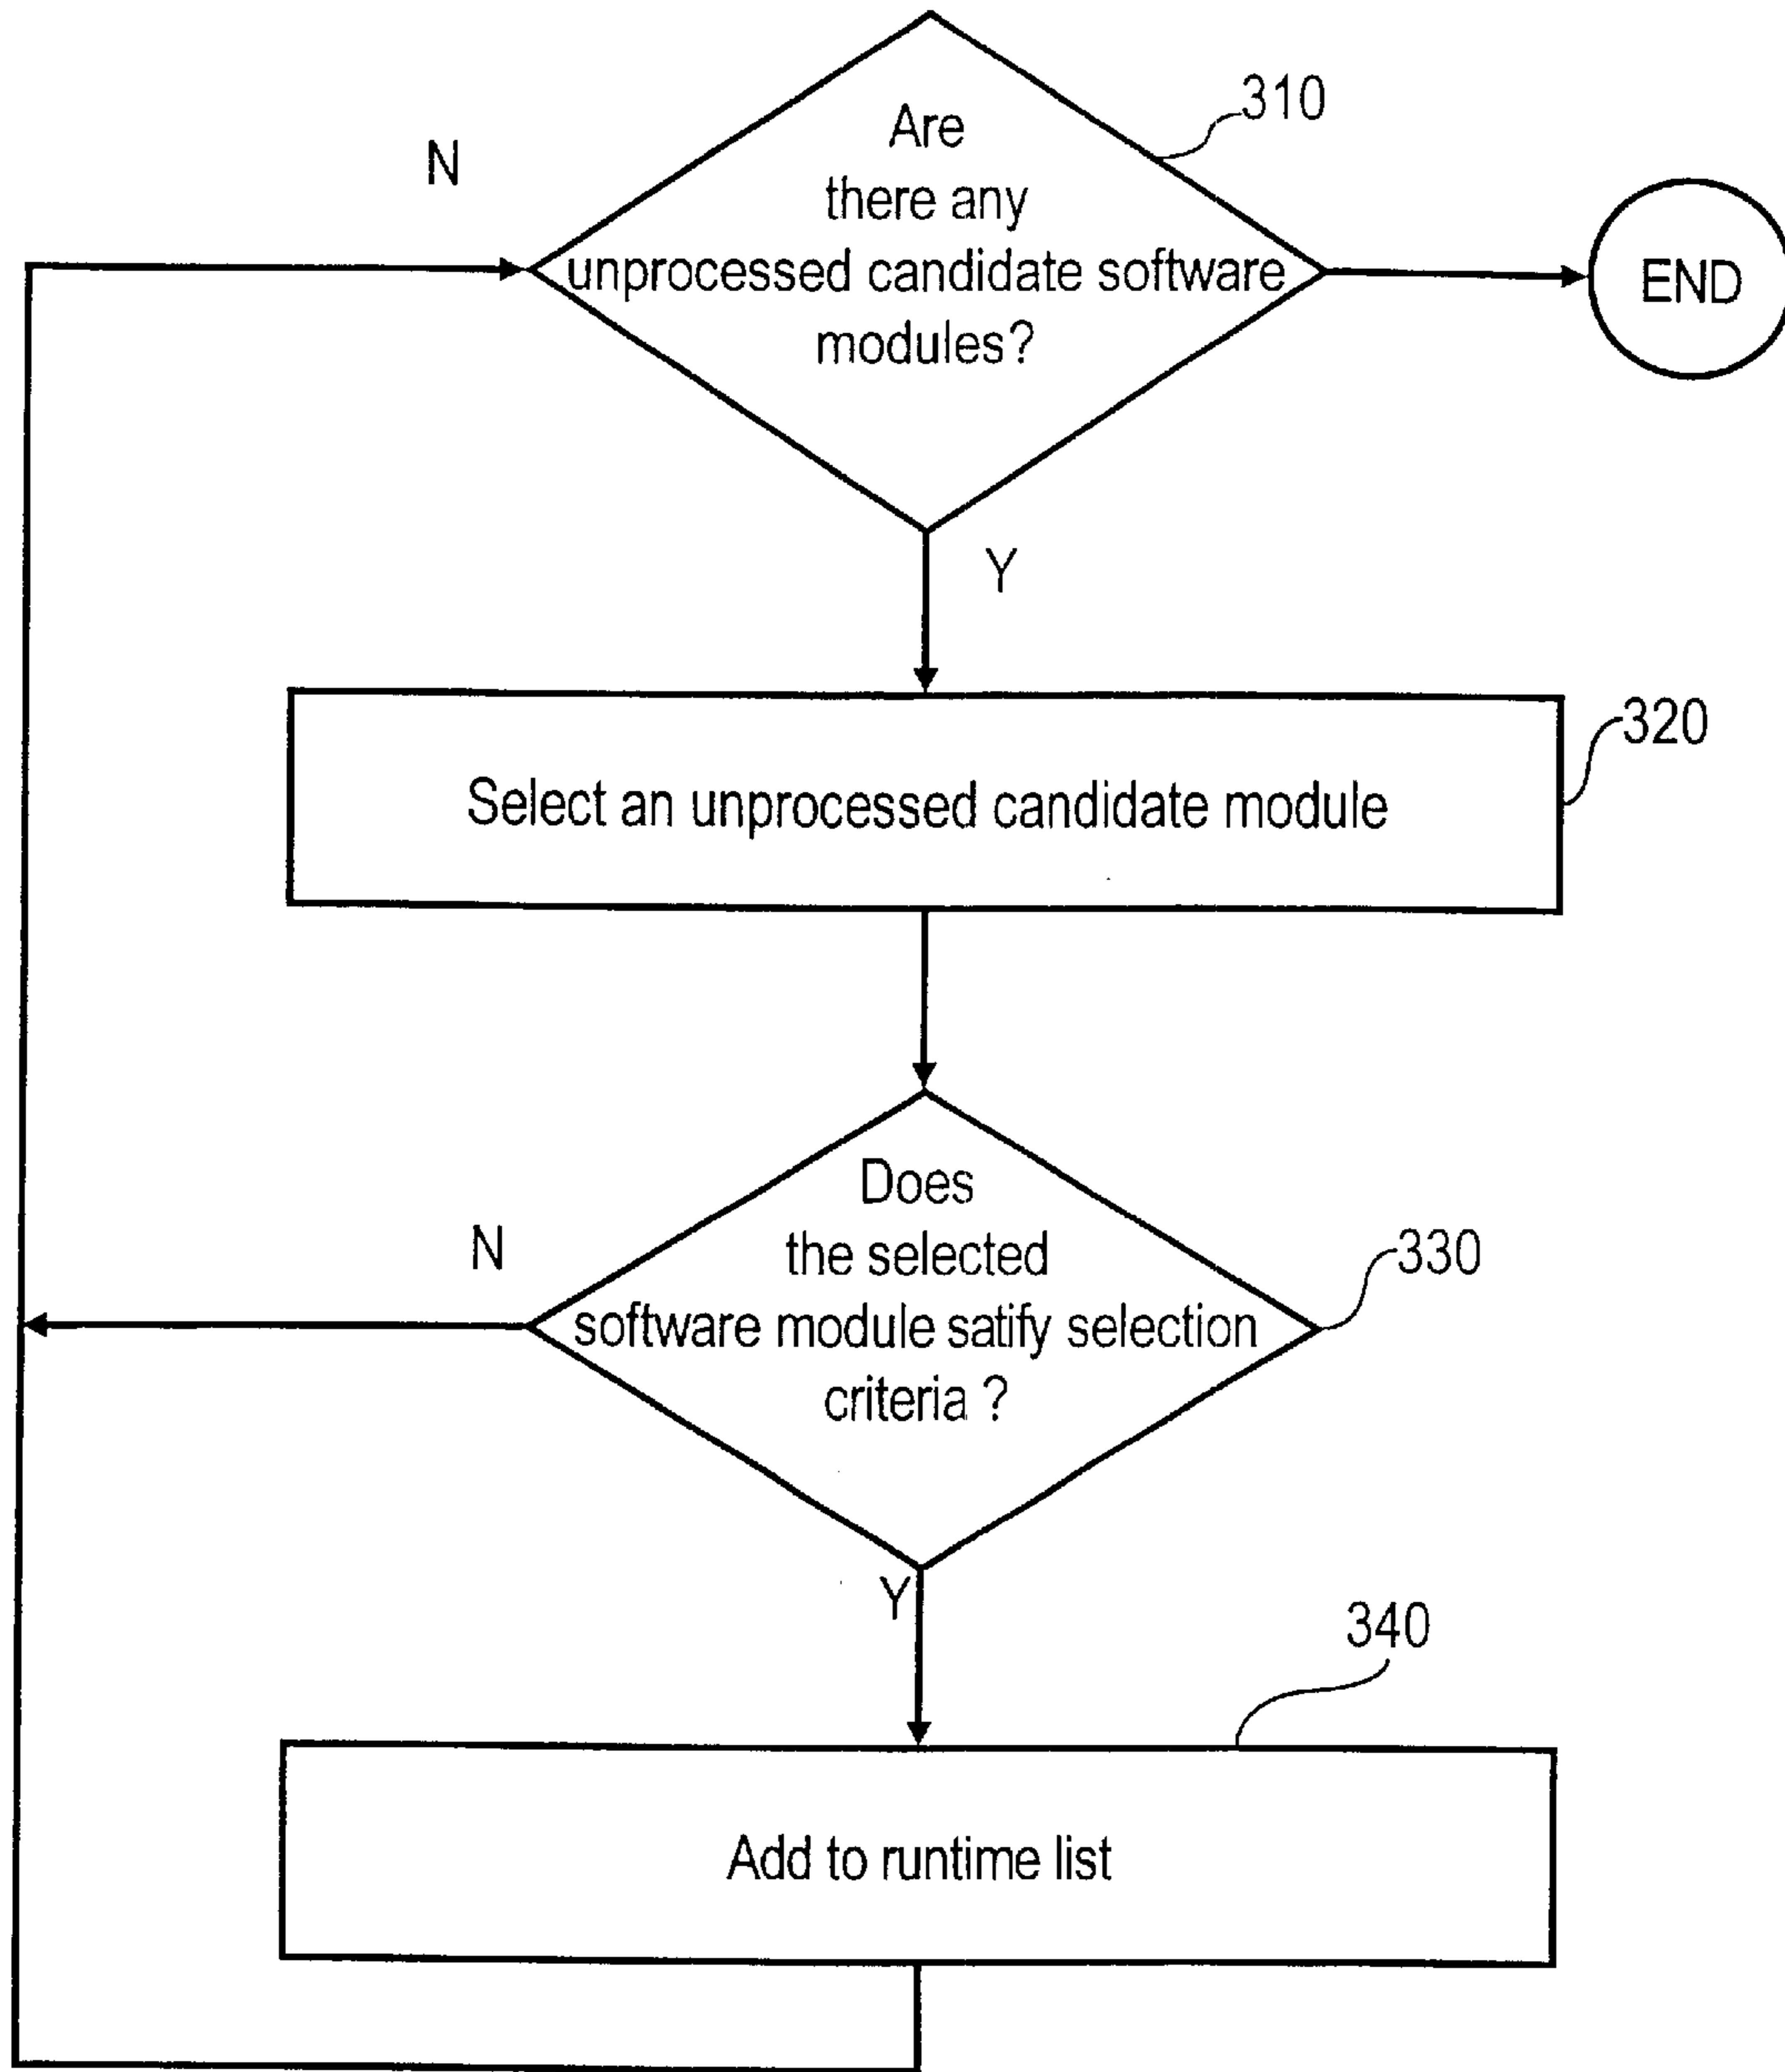 Are
there any
unprocessed candidate software
modules?
310
N
END
Y
Select an unprocessed candidate module
320
Does
the selected
software module satify selection
criteria ?
330
N
Y
340
Add to runtime list